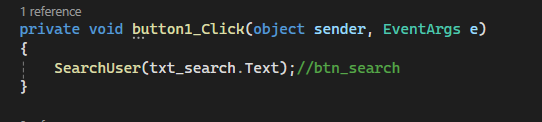 1 reference
private void button1_Click(object sender, EventArgs e)
{
SearchUser(txt_search.Text);//btn_search
}